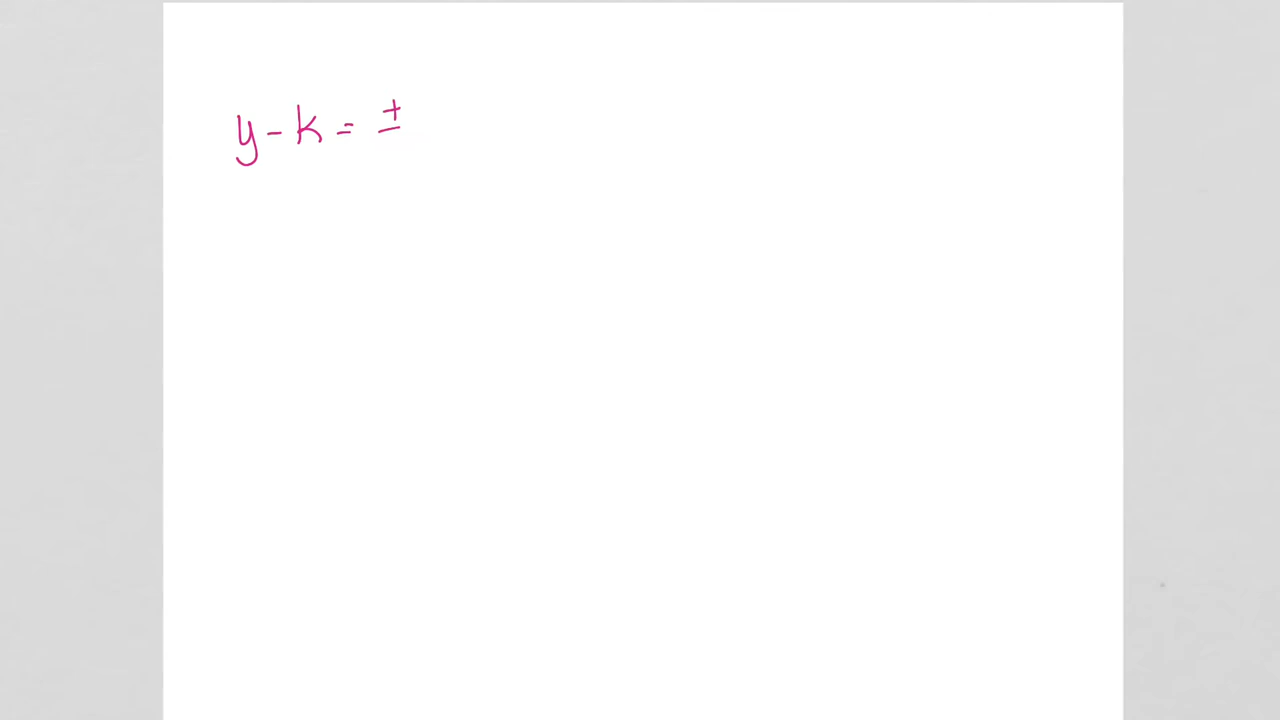 y - k = ±